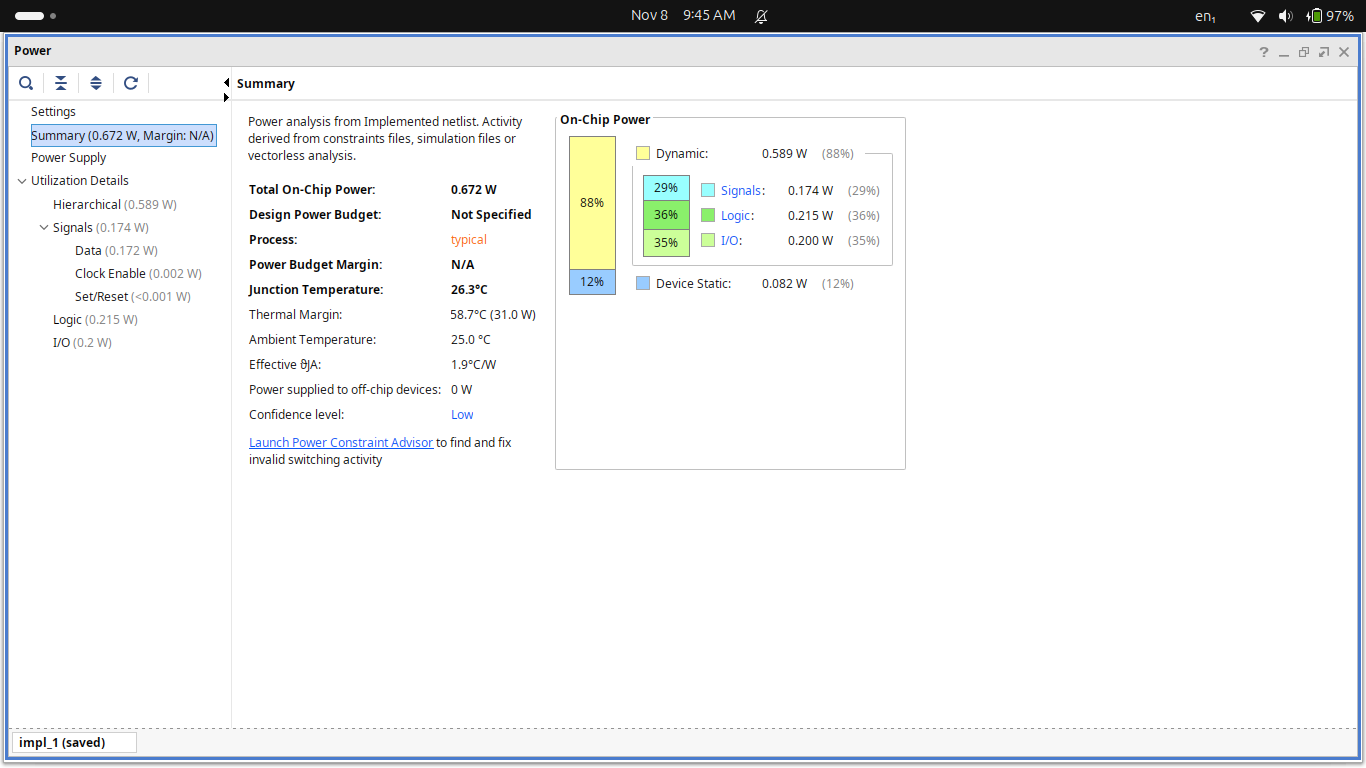 Nov 8 9:45 AM
en₁ 97%
Power
Summary
Settings
Summary (0.672 W, Margin: N/A)
Power Supply
Utilization Details
Hierarchical (0.589 W)
Signals (0.174 W)
Data (0.172 W)
Clock Enable (0.002 W)
Set/Reset (<0.001 W)
Logic (0.215 W)
I/O (0.2 W)
Power analysis from Implemented netlist. Activity
derived from constraints files, simulation files or
vectorless analysis.
Total On-Chip Power: 0.672 W
Design Power Budget: Not Specified
Process: typical
Power Budget Margin: N/A
Junction Temperature: 26.3°C
Thermal Margin: 58.7°C (31.0 W)
Ambient Temperature: 25.0 °C
Effective ϑJA: 1.9°C/W
Power supplied to off-chip devices: 0 W
Confidence level: Low
Launch Power Constraint Advisor to find and fix
invalid switching activity
On-Chip Power
88%
12%
Dynamic: 0.589 W (88%)
29% Signals: 0.174 W (29%)
36% Logic: 0.215 W (36%)
35% I/O: 0.200 W (35%)
Device Static: 0.082 W (12%)
impl_1 (saved)